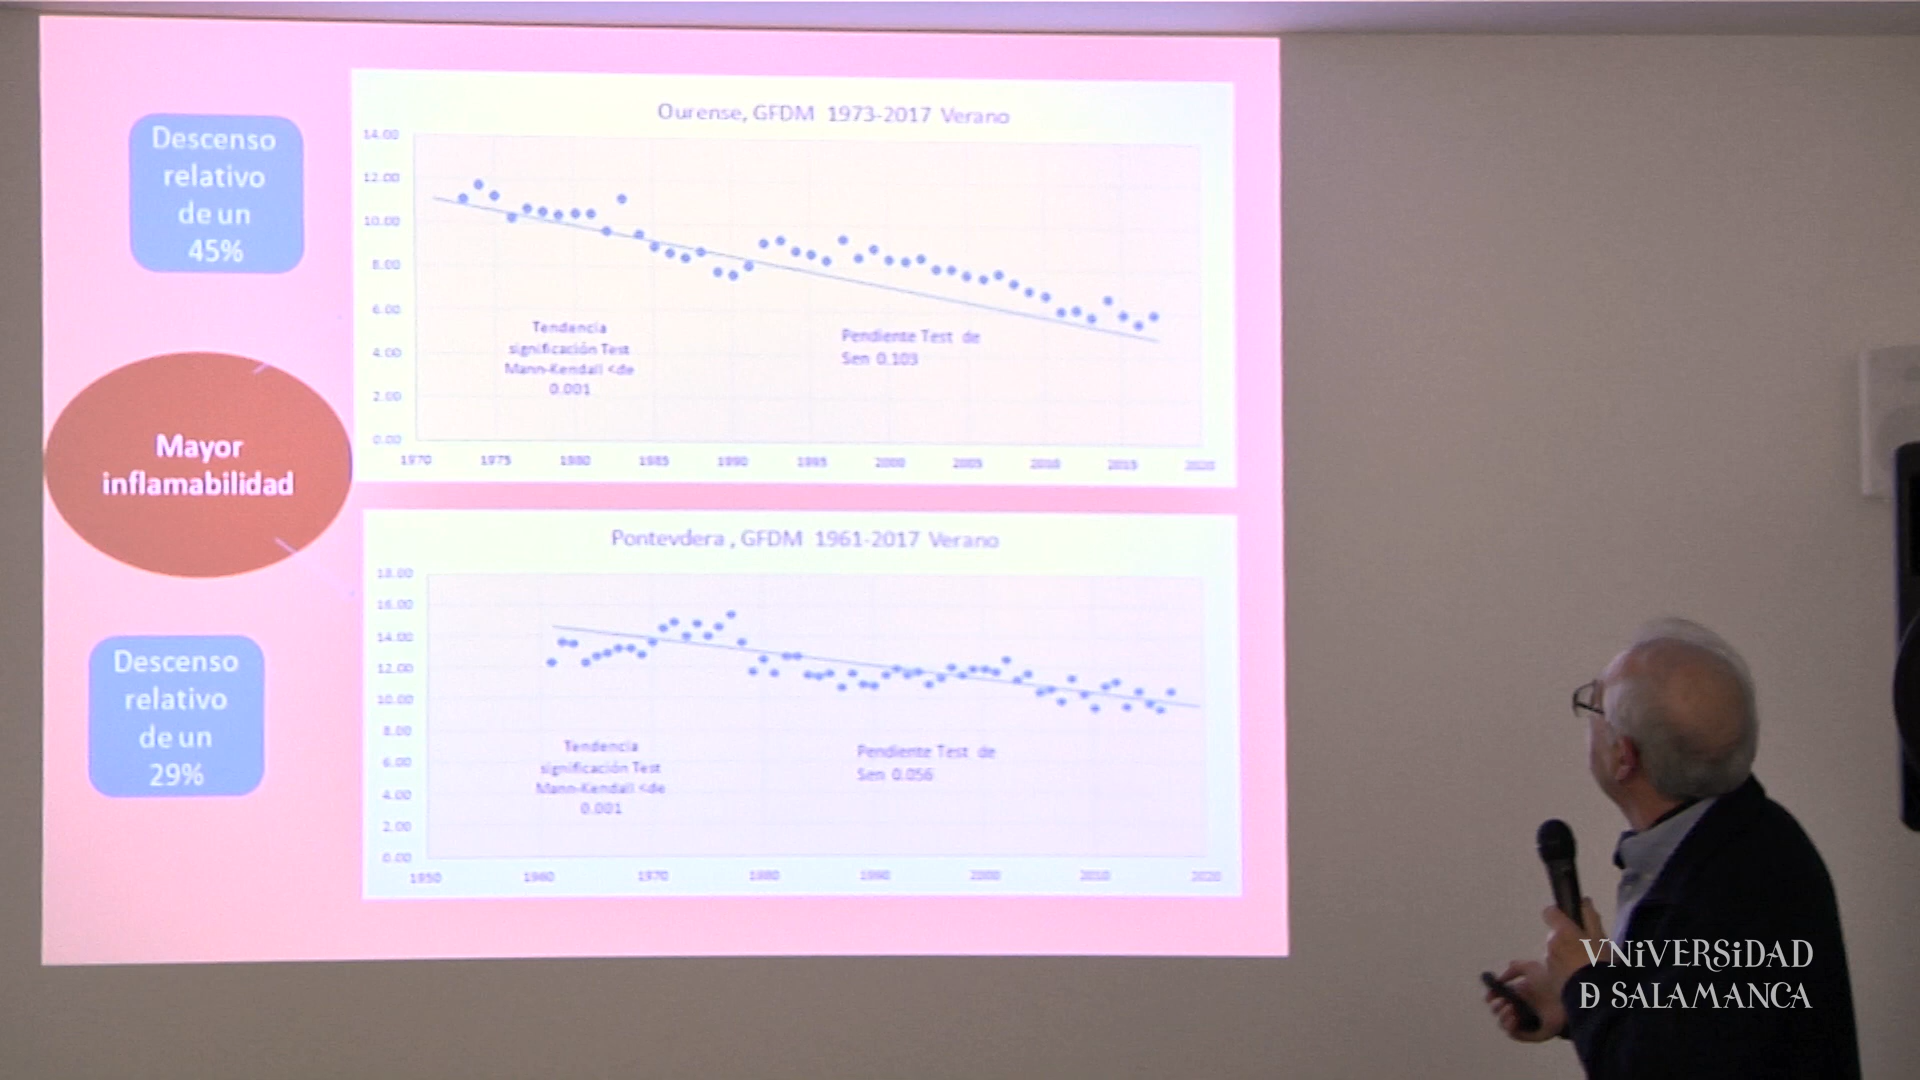 Descenso
relativo
de un
45%
Mayor
inflamabilidad
Descenso
relativo
de un
29%
Ourense, GFDM 1973-2017 Verano
14.00
12.00
10.00
8.00
6.00
4.00
2.00
0.00
1970 1975 1980 1985 1990 1995 2000 2005 2010 2015 2020
Tendencia
significación Test
Mann-Kendall <de
0.001
Pendiente Test de
Sen 0.103
Pontevdera , GFDM 1961-2017 Verano
18.00
16.00
14.00
12.00
10.00
8.00
6.00
4.00
2.00
0.00
1950 1960 1970 1980 1990 2000 2010 2020
Tendencia
significación Test
Mann-Kendall <de
0.001
Pendiente Test de
Sen 0.056
VNiVERSiDAD
Ð SALAMANCA